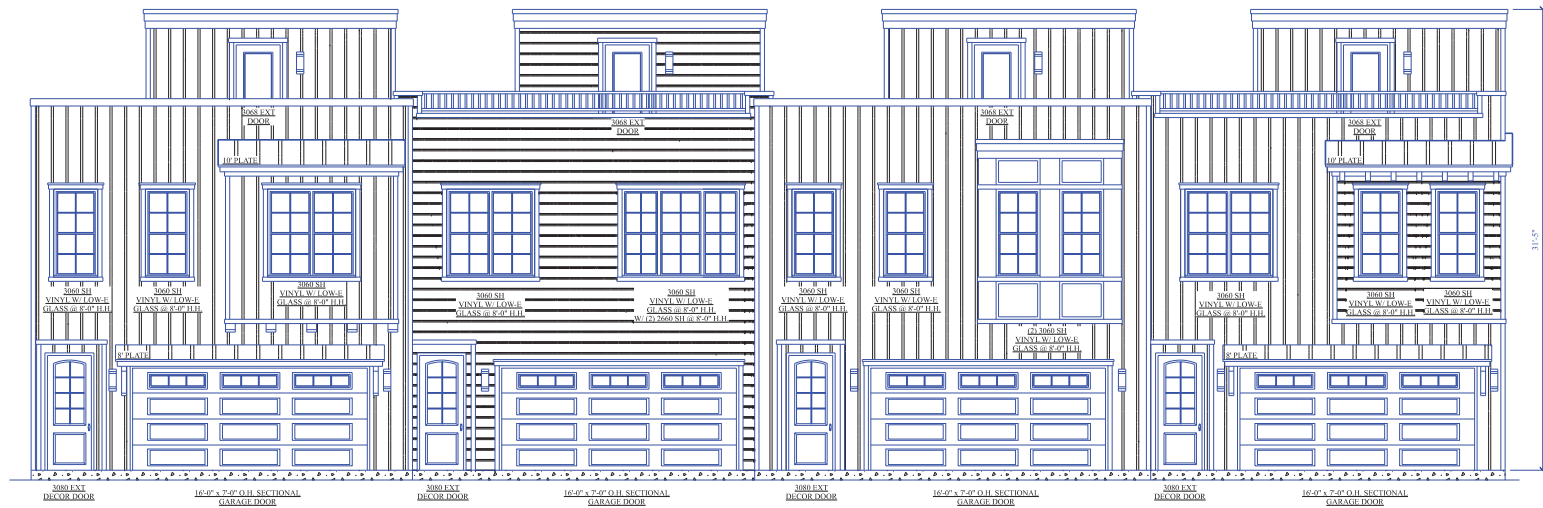 3068 EXT
DOOR
3068 EXT
DOOR
3068 EXT
DOOR
3068 EXT
DOOR
10' PLATE
10' PLATE
31'-5"
3060 SH
VINYL W/ LOW-E
GLASS @ 8'-0" H.H.
3060 SH
VINYL W/ LOW-E
GLASS @ 8'-0" H.H.
3060 SH
VINYL W/ LOW-E
GLASS @ 8'-0" H.H.
3060 SH
VINYL W/ LOW-E
GLASS @ 8'-0" H.H.
3060 SH
VINYL W/ LOW-E
GLASS @ 8'-0" H.H.
W/ (2) 2660 SH @ 8'-0" H.H.
3060 SH
VINYL W/ LOW-E
GLASS @ 8'-0" H.H.
3060 SH
VINYL W/ LOW-E
GLASS @ 8'-0" H.H.
(2) 3060 SH
VINYL W/ LOW-E
GLASS @ 8'-0" H.H.
3060 SH
VINYL W/ LOW-E
GLASS @ 8'-0" H.H.
3060 SH
VINYL W/ LOW-E
GLASS @ 8'-0" H.H.
3060 SH
VINYL W/ LOW-E
GLASS @ 8'-0" H.H.
8' PLATE
8' PLATE
3080 EXT
DECOR DOOR
16'-0" x 7'-0" O.H. SECTIONAL
GARAGE DOOR
3080 EXT
DECOR DOOR
16'-0" x 7'-0" O.H. SECTIONAL
GARAGE DOOR
3080 EXT
DECOR DOOR
16'-0" x 7'-0" O.H. SECTIONAL
GARAGE DOOR
3080 EXT
DECOR DOOR
16'-0" x 7'-0" O.H. SECTIONAL
GARAGE DOOR